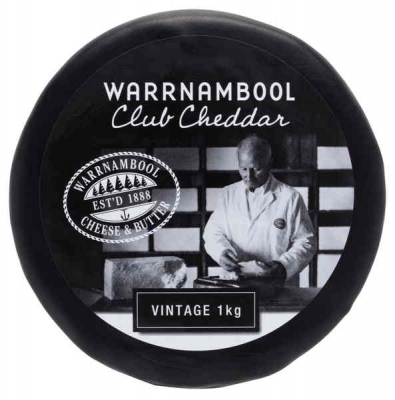 WARRNAMBOOL
Club Cheddar
WARRNAMBOOL
EST'D 1888
CHEESE & BUTTER
VINTAGE 1kg